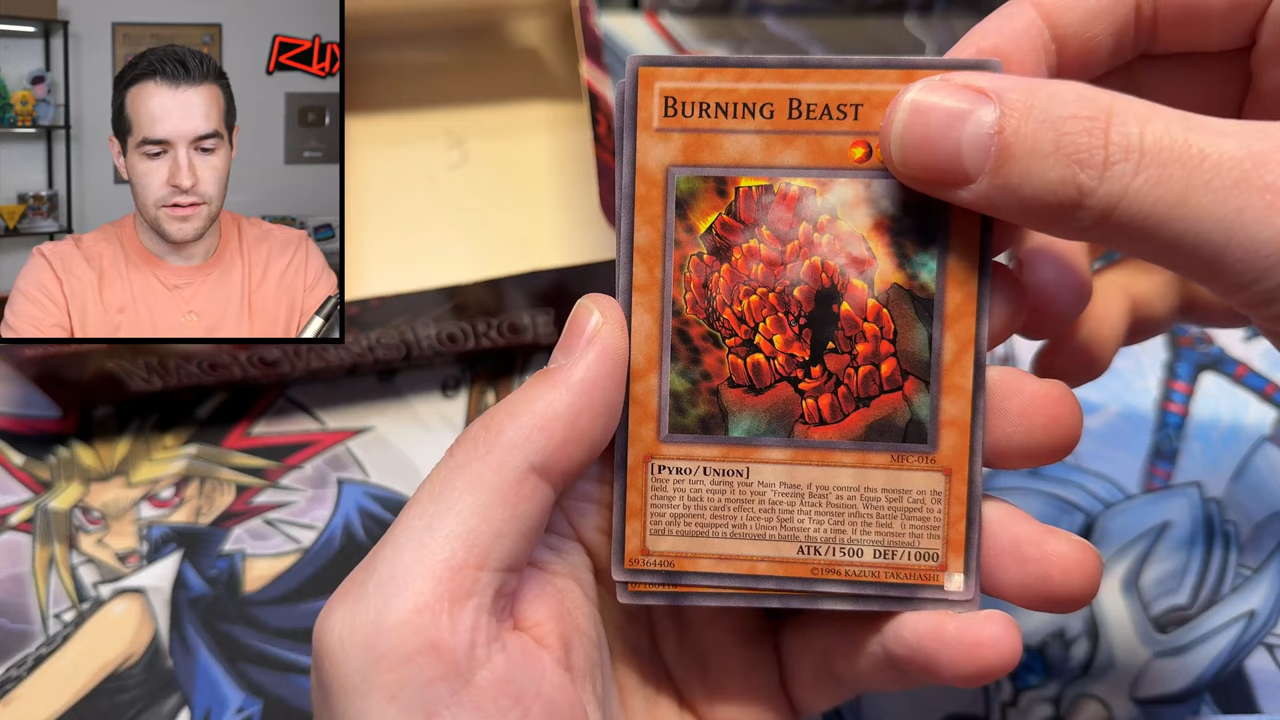 Rhy
3
MAGICIAN'S FORCE
BURNING BEAST
MFC-016
[PYRO/UNION]
Once per turn, during your Main Phase, if you control this monster on the
field, you can equip it to your "Freezing Beast" as an Equip Spell Card, OR
change it back to a monster in face-up Attack Position. When equipped to a
monster by this card's effect, each time that monster inflicts Battle Damage to
your opponent, destroy 1 face-up Spell or Trap Card on the field. (1 monster
can only be equipped with 1 Union Monster at a time. If the monster that this
card is equipped to is destroyed in battle, this card is destroyed instead.)
ATK/1500 DEF/1000
59364406
©1996 KAZUKI TAKAHASHI